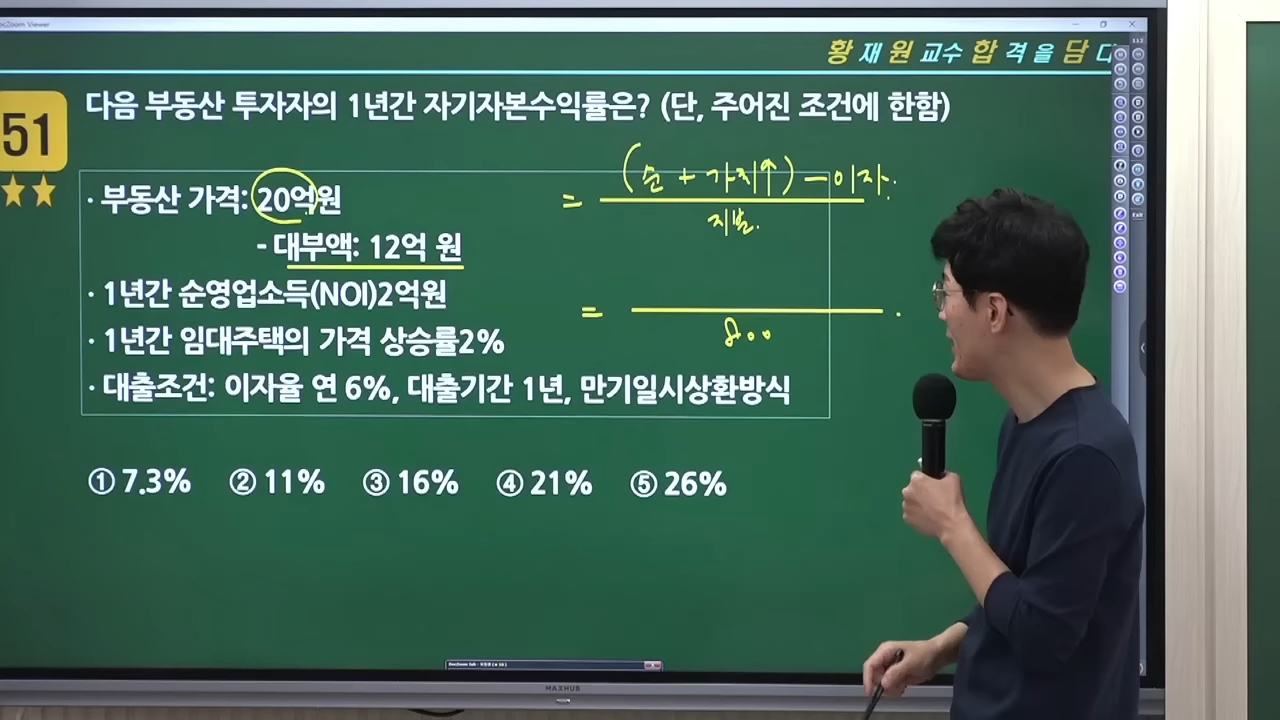 황재원교수 합격을 담
51
다음 부동산 투자자의 1년간 자기자본수익률은? (단, 주어진 조건에 한함)
· 부동산 가격: 20억원
- 대부액: 12억 원
· 1년간 순영업소득(NOI)2억원
· 1년간 임대주택의 가격 상승률2%
· 대출조건: 이자율 연 6%, 대출기간 1년, 만기일시상환방식
= (순 + 가치↑) - 이자
지분
=
800
① 7.3% ② 11% ③ 16% ④ 21% ⑤ 26%
MAXHUB